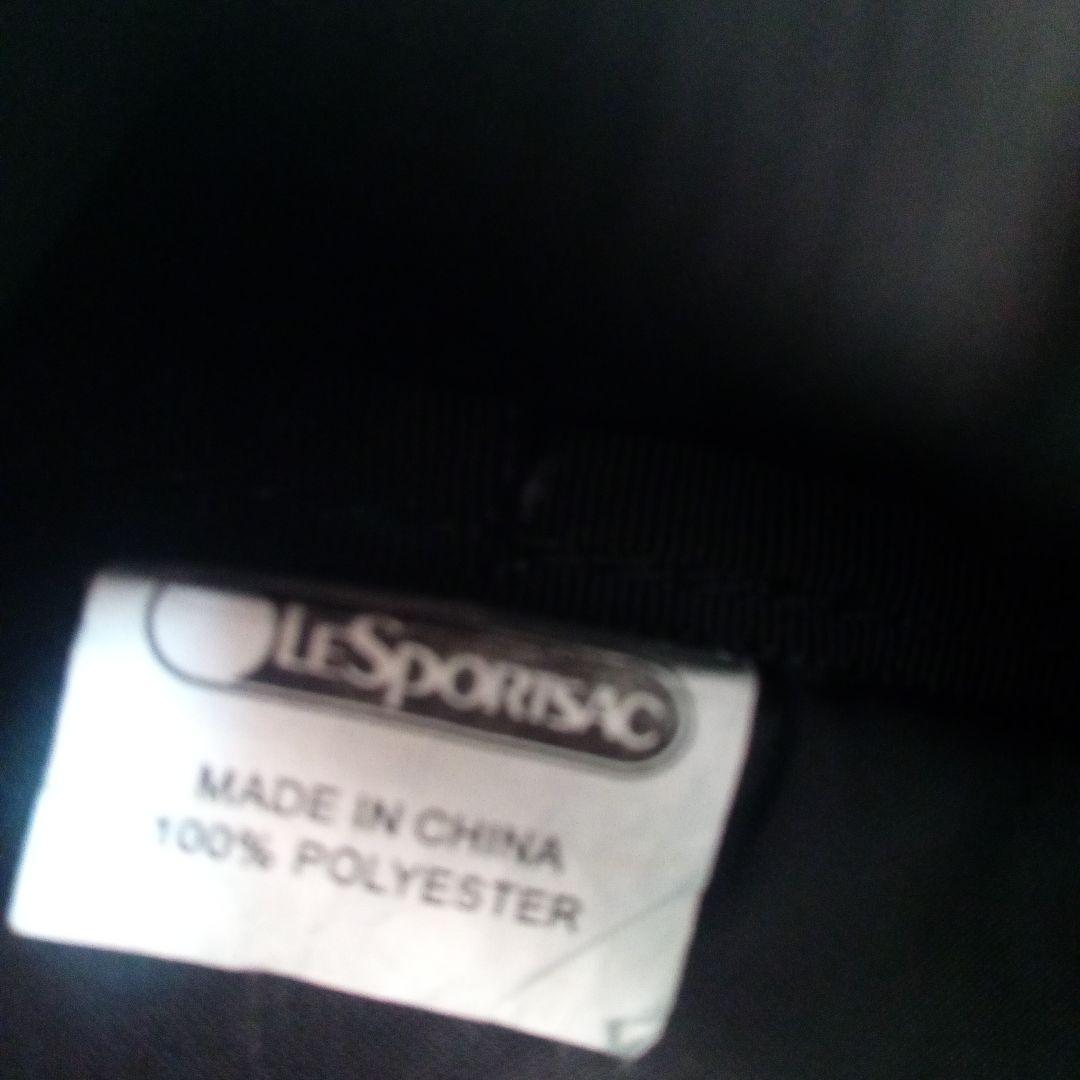 LeSportsac
MADE IN CHINA
100% POLYESTER